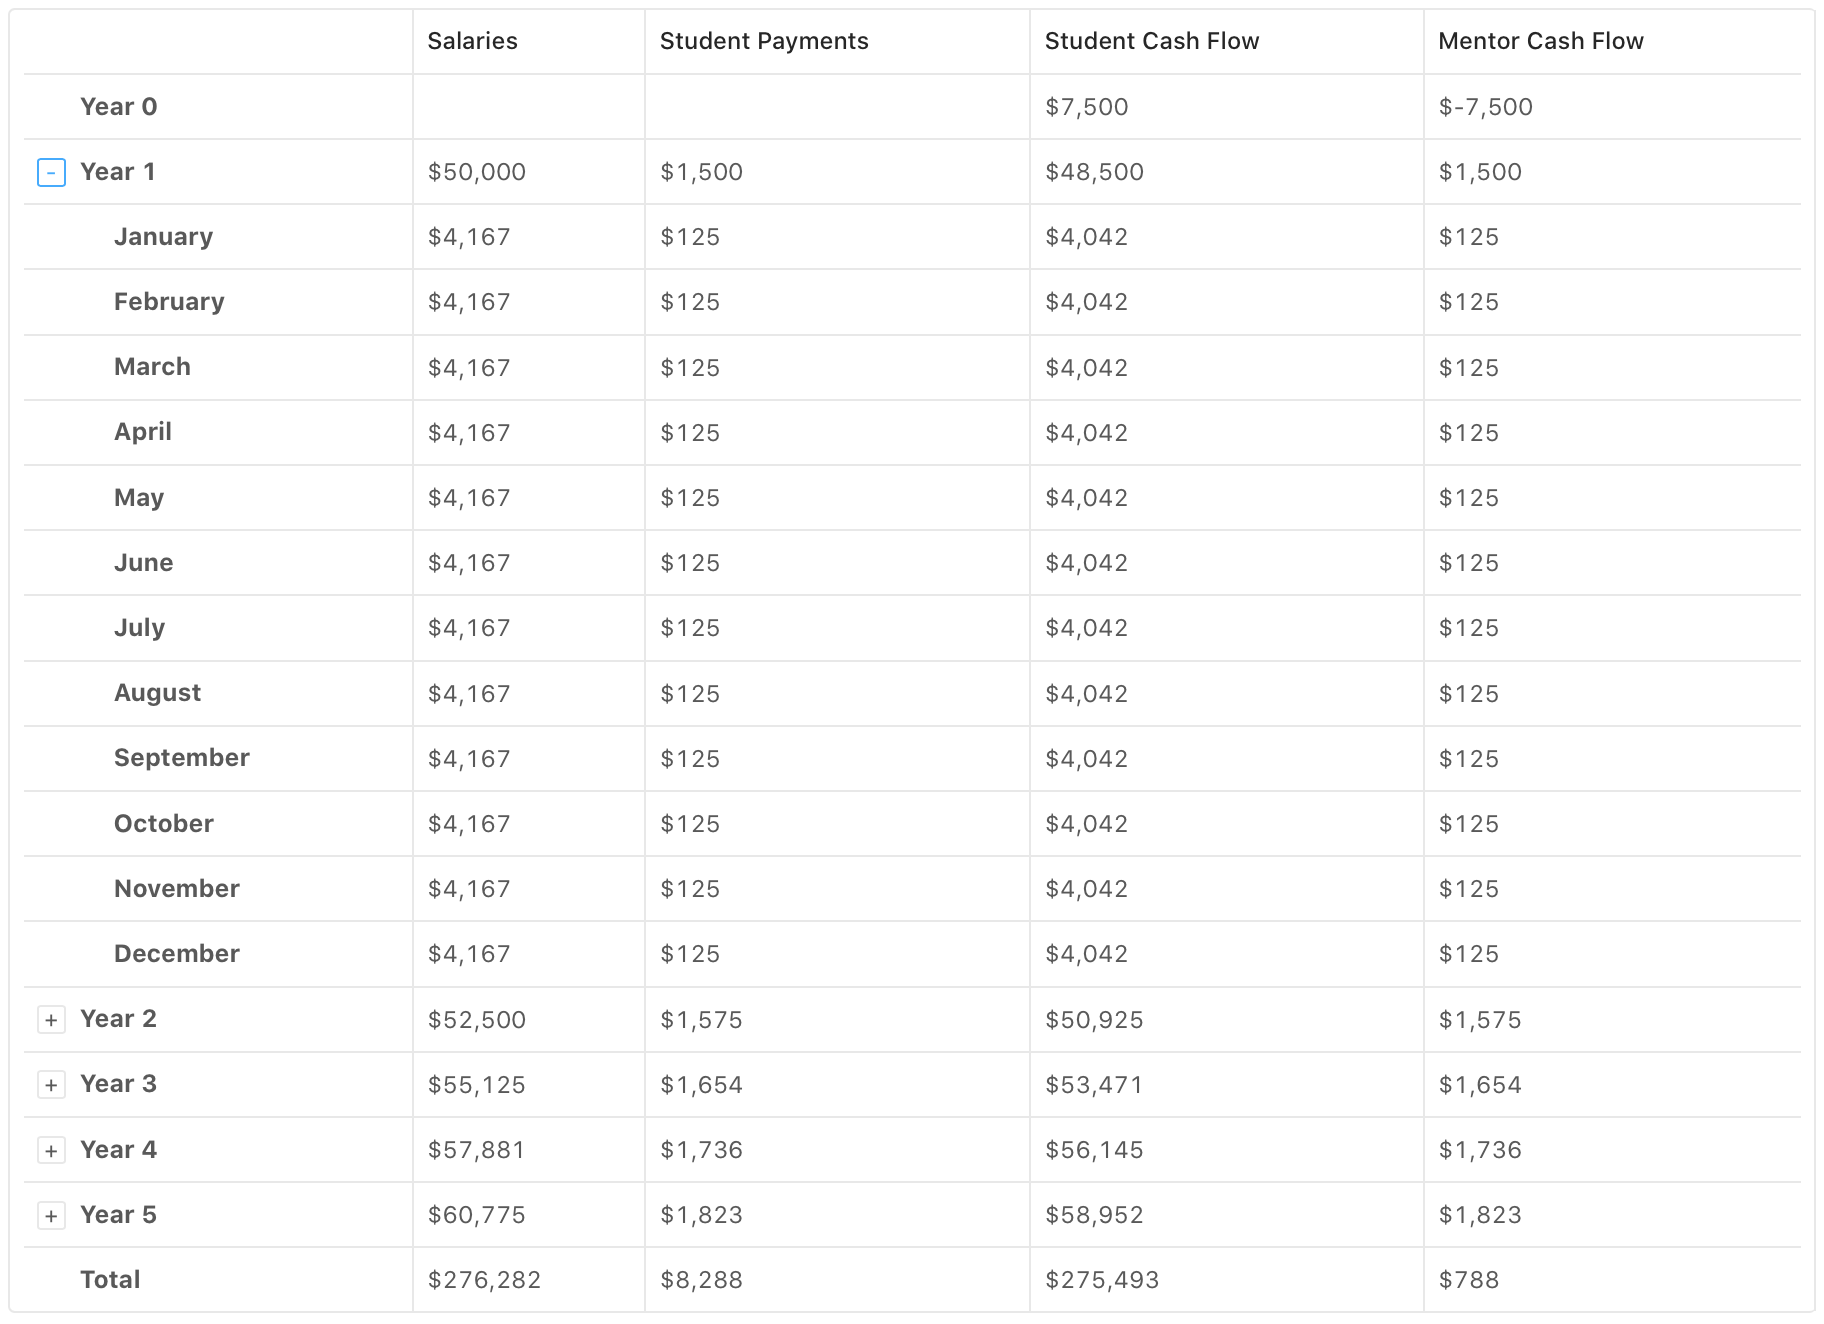 Salaries Student Payments Student Cash Flow Mentor Cash Flow
Year 0 $7,500 $-7,500
- Year 1 $50,000 $1,500 $48,500 $1,500
January $4,167 $125 $4,042 $125
February $4,167 $125 $4,042 $125
March $4,167 $125 $4,042 $125
April $4,167 $125 $4,042 $125
May $4,167 $125 $4,042 $125
June $4,167 $125 $4,042 $125
July $4,167 $125 $4,042 $125
August $4,167 $125 $4,042 $125
September $4,167 $125 $4,042 $125
October $4,167 $125 $4,042 $125
November $4,167 $125 $4,042 $125
December $4,167 $125 $4,042 $125
+ Year 2 $52,500 $1,575 $50,925 $1,575
+ Year 3 $55,125 $1,654 $53,471 $1,654
+ Year 4 $57,881 $1,736 $56,145 $1,736
+ Year 5 $60,775 $1,823 $58,952 $1,823
Total $276,282 $8,288 $275,493 $788